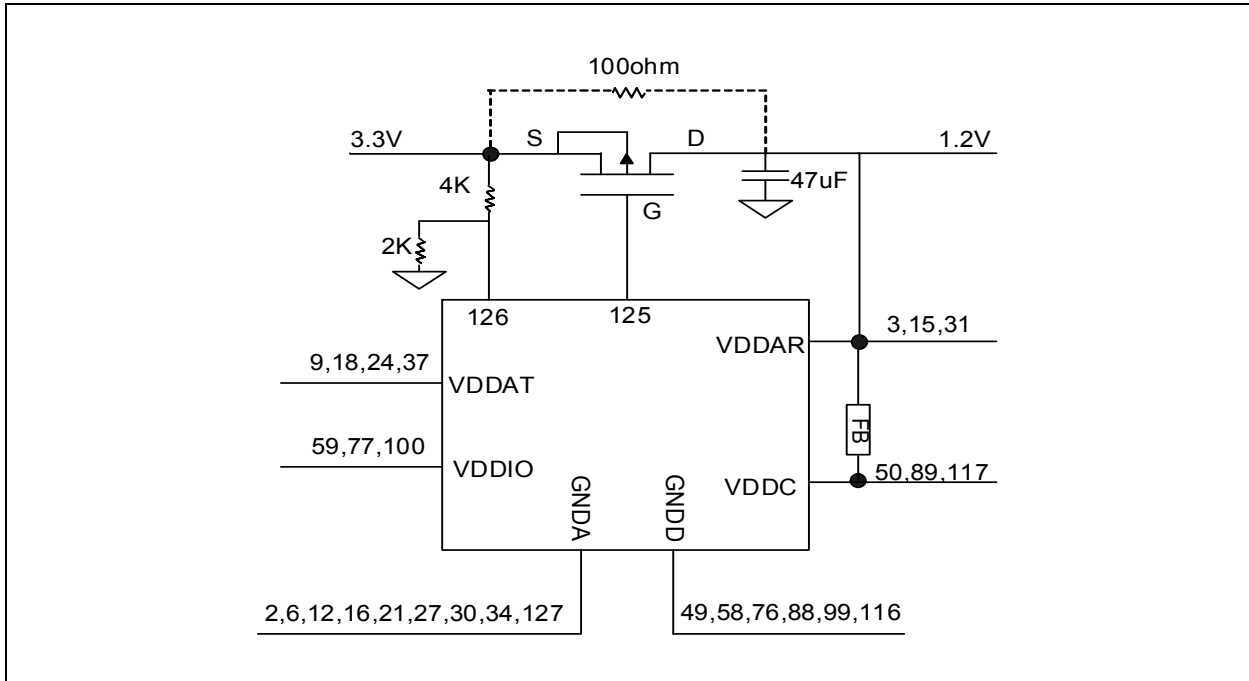 100ohm
3.3V
S
D
1.2V
4K
47uF
G
2K
126
125
3,15,31
VDDAR
9,18,24,37
VDDAT
FB
59,77,100
VDDIO
50,89,117
VDDC
GNDA
GNDD
2,6,12,16,21,27,30,34,127
49,58,76,88,99,116